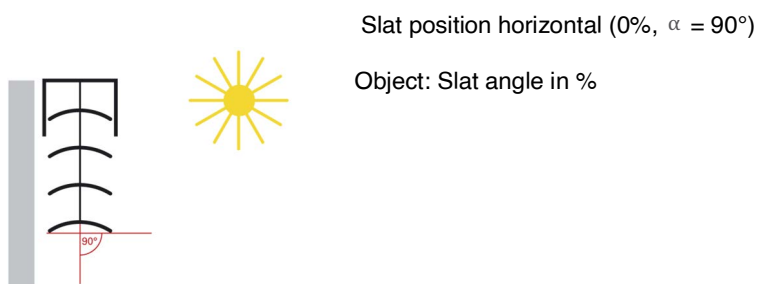 Slat position horizontal (0%, α = 90°)
Object: Slat angle in %
90°